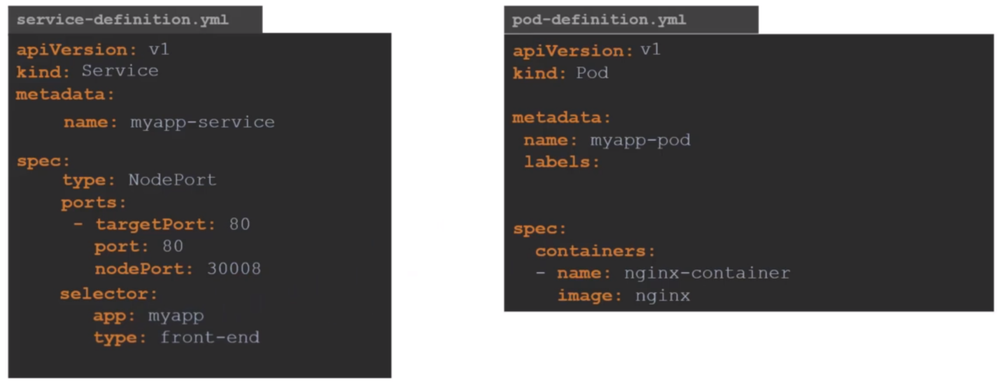 service-definition.yml
apiVersion: v1
kind: Service
metadata:
name: myapp-service
spec:
type: NodePort
ports:
- targetPort: 80
port: 80
nodePort: 30008
selector:
app: myapp
type: front-end
pod-definition.yml
apiVersion: v1
kind: Pod
metadata:
name: myapp-pod
labels:
spec:
containers:
- name: nginx-container
image: nginx